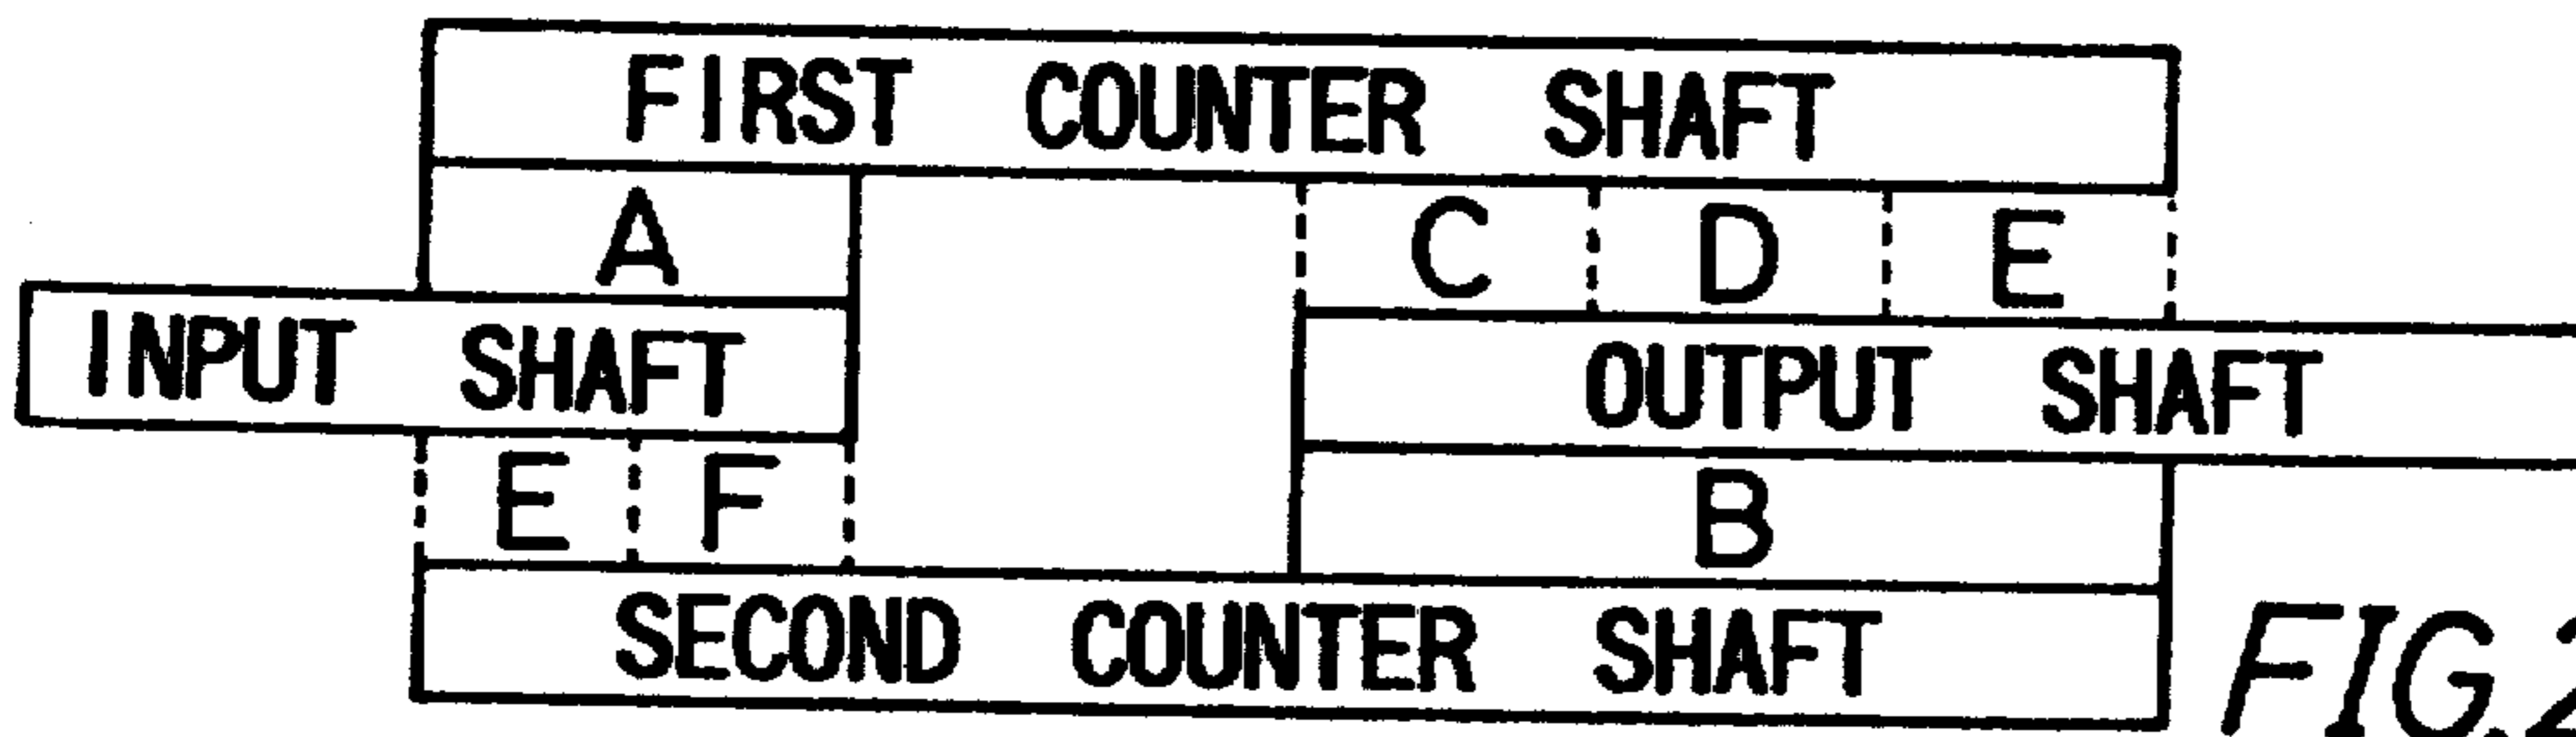 FIRST COUNTER SHAFT
A C D E
INPUT SHAFT OUTPUT SHAFT
E F B
SECOND COUNTER SHAFT
FIG.2